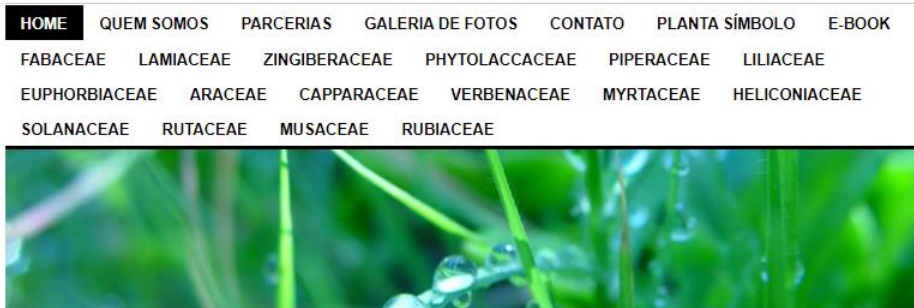 HOME QUEM SOMOS PARCERIAS GALERIA DE FOTOS CONTATO PLANTA SÍMBOLO E-BOOK
FABACEAE LAMIACEAE ZINGIBERACEAE PHYTOLACCACEAE PIPERACEAE LILIACEAE
EUPHORBIACEAE ARACEAE CAPPARACEAE VERBENACEAE MYRTACEAE HELICONIACEAE
SOLANACEAE RUTACEAE MUSACEAE RUBIACEAE